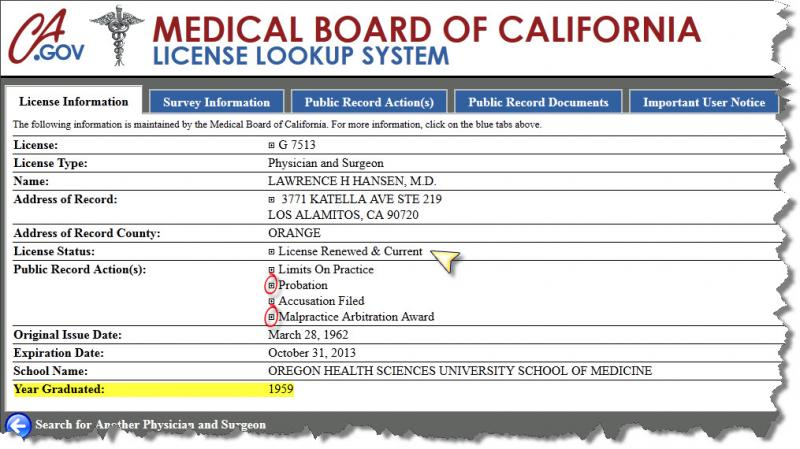 CA.GOV
MEDICAL BOARD OF CALIFORNIA
LICENSE LOOKUP SYSTEM
License Information Survey Information Public Record Action(s) Public Record Documents Important User Notice
The following information is maintained by the Medical Board of California. For more information, click on the blue tabs above.
License: G 7513
License Type: Physician and Surgeon
Name: LAWRENCE H HANSEN, M.D.
Address of Record: 3771 KATELLA AVE STE 219
LOS ALAMITOS, CA 90720
Address of Record County: ORANGE
License Status: License Renewed & Current
Public Record Action(s): Limits On Practice
Probation
Accusation Filed
Malpractice Arbitration Award
Original Issue Date: March 28, 1962
Expiration Date: October 31, 2013
School Name: OREGON HEALTH SCIENCES UNIVERSITY SCHOOL OF MEDICINE
Year Graduated: 1959
Search for Another Physician and Surgeon